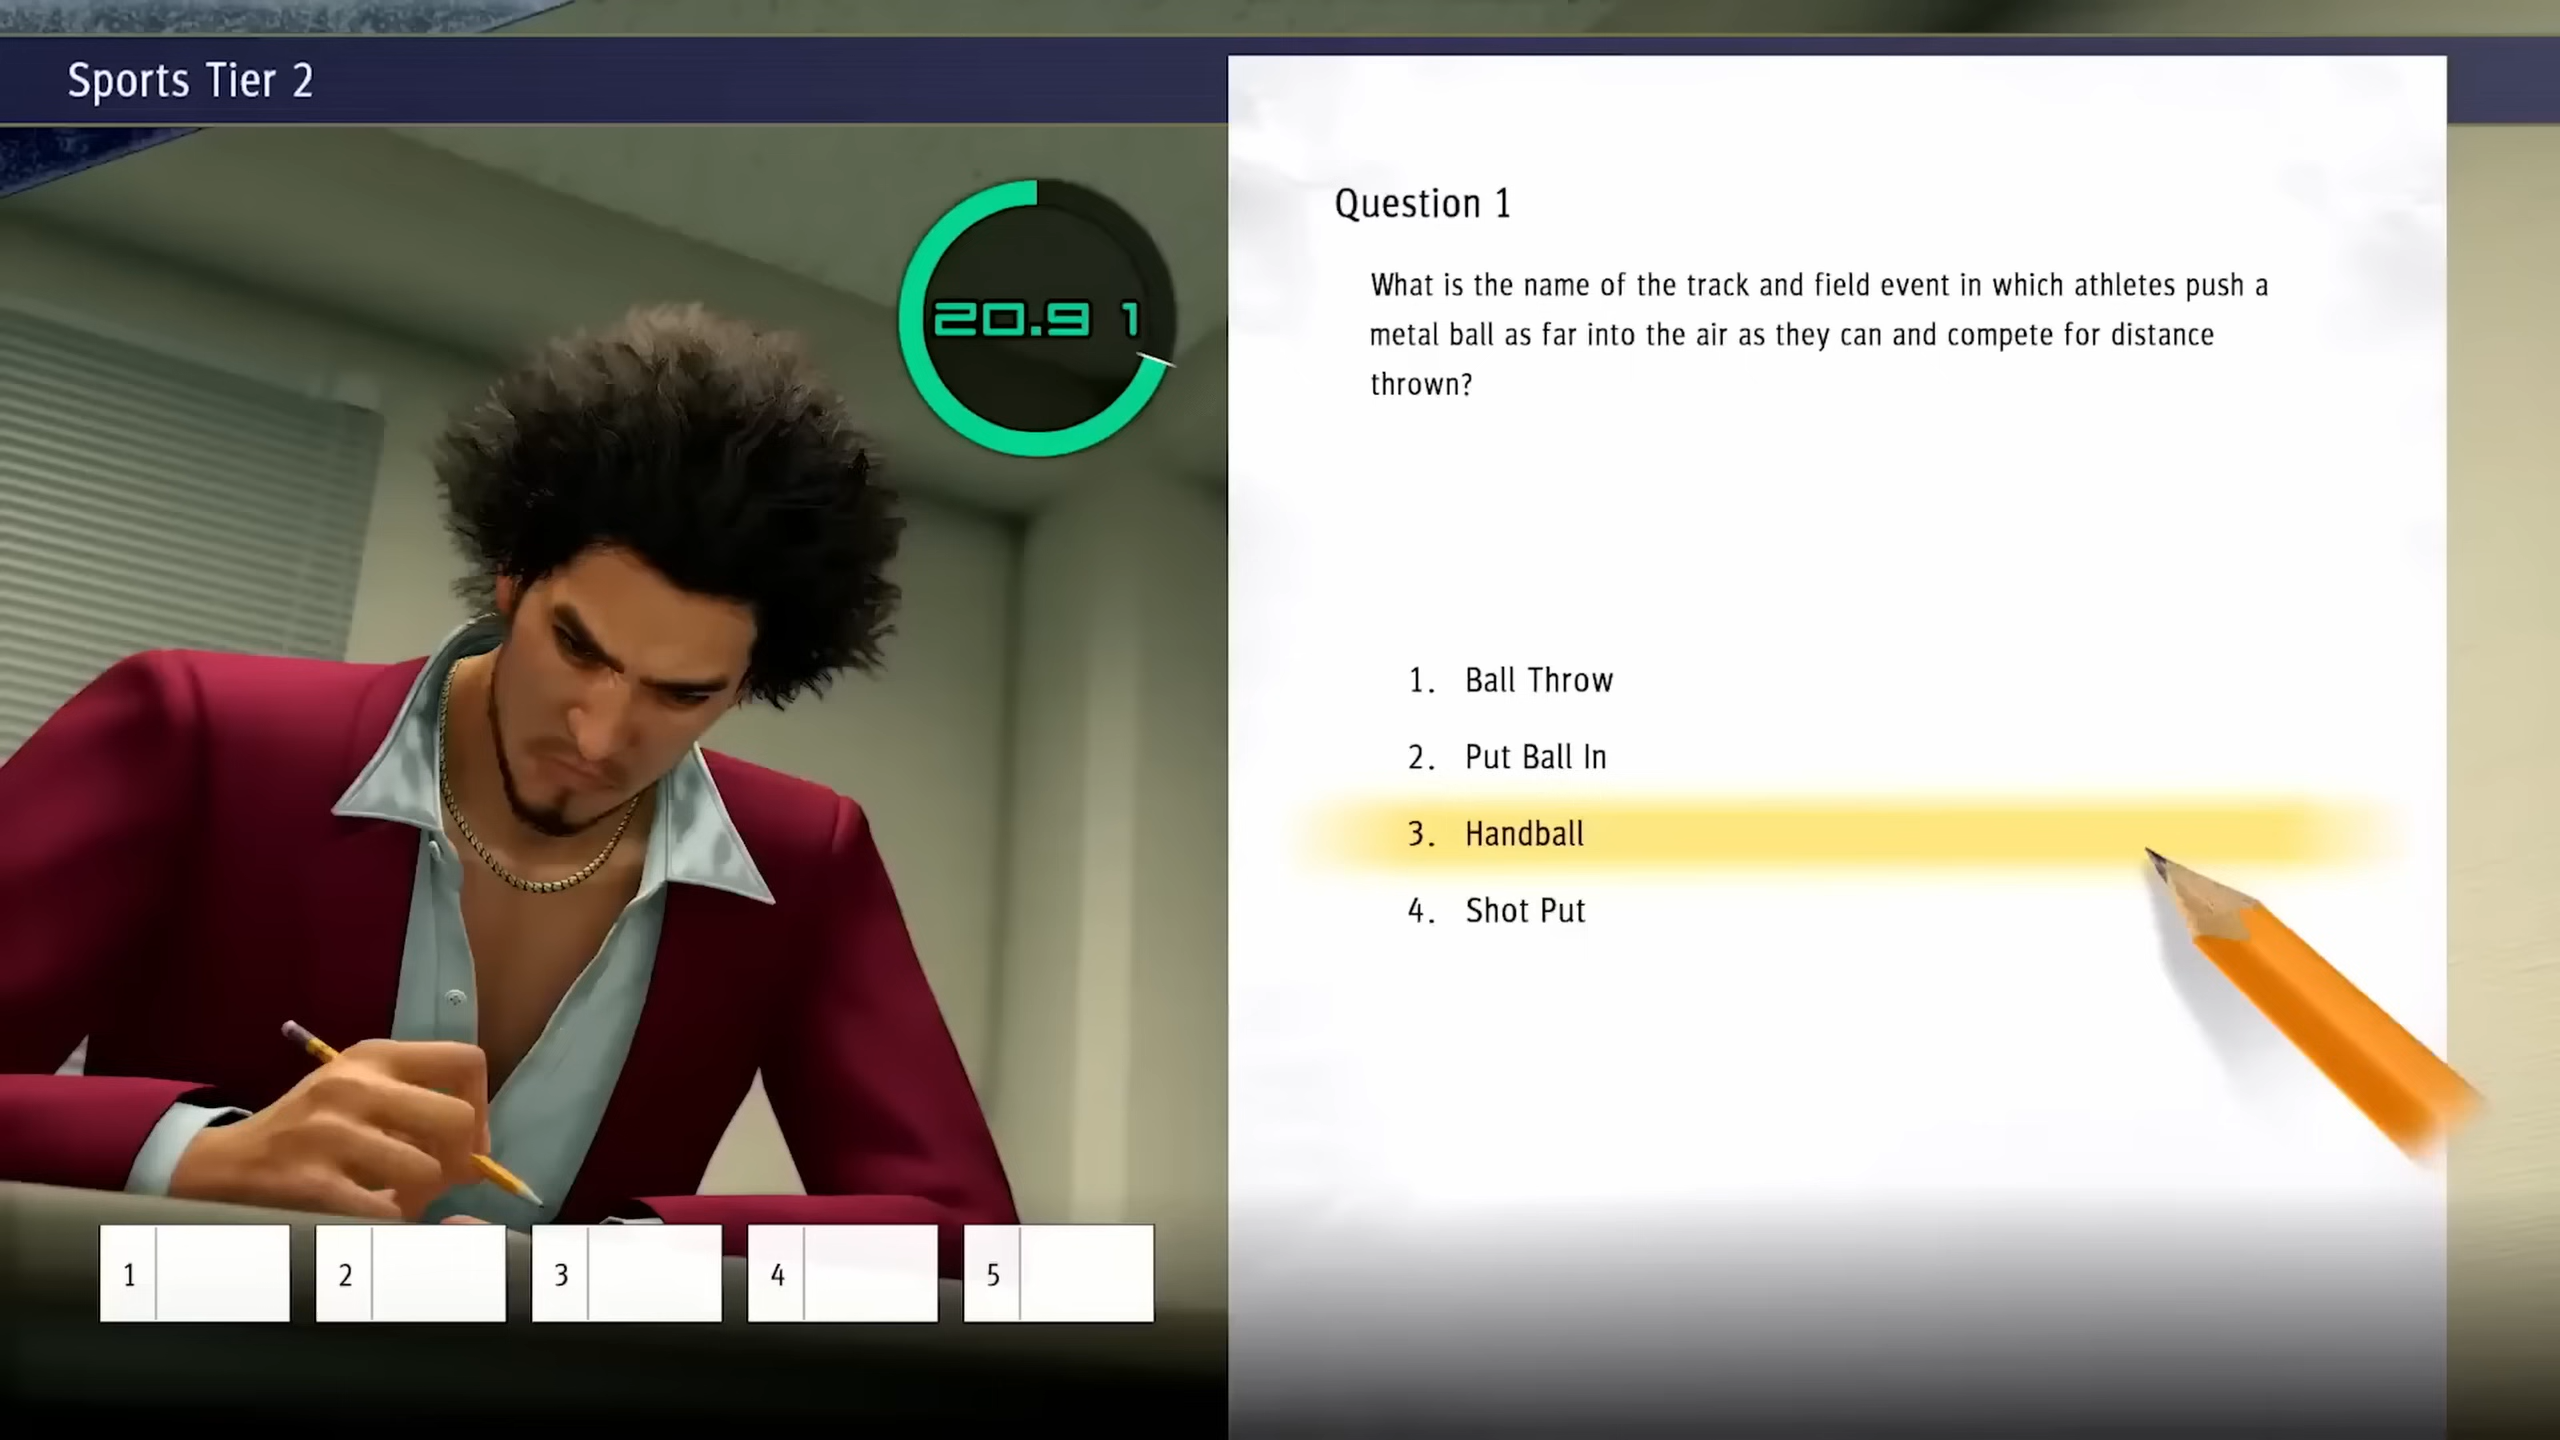 Sports Tier 2
20.91
Question 1
What is the name of the track and field event in which athletes push a
metal ball as far into the air as they can and compete for distance
thrown?
1. Ball Throw
2. Put Ball In
3. Handball
4. Shot Put
1 2 3 4 5